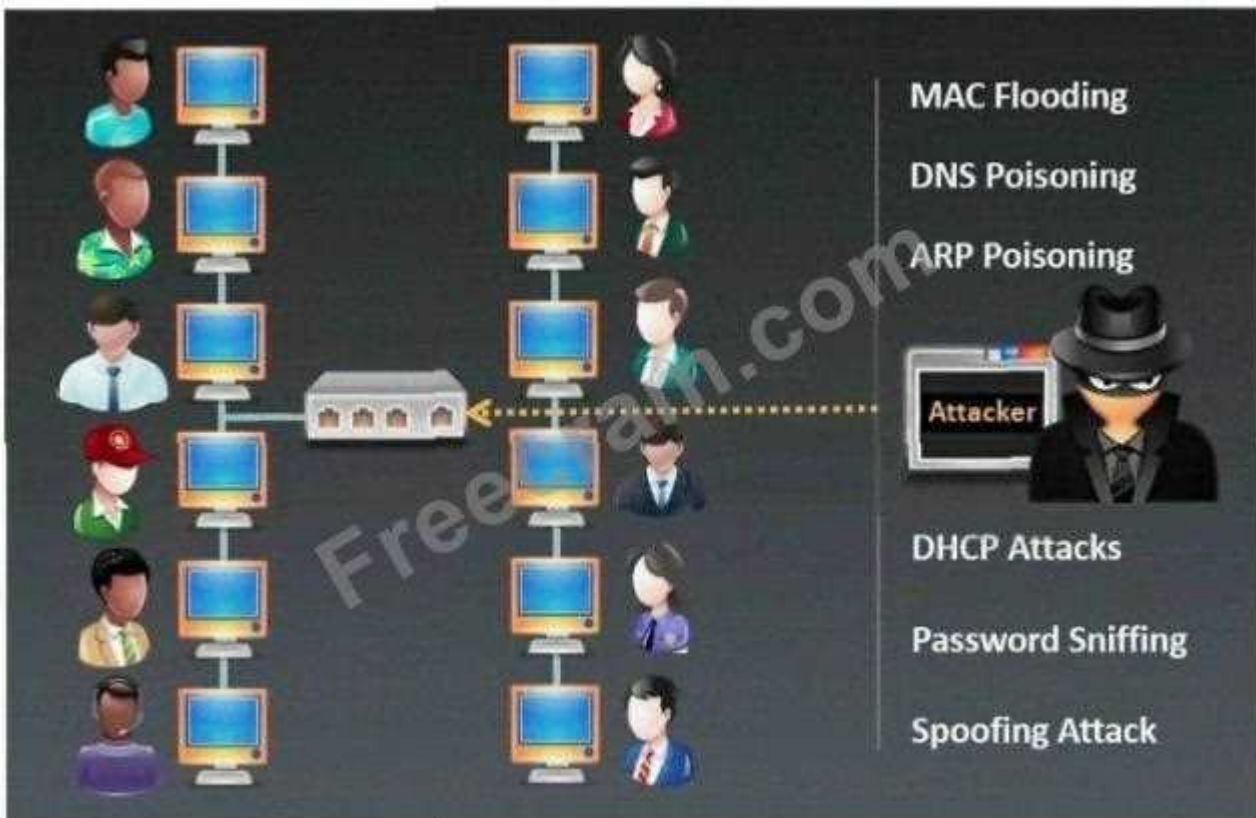 MAC Flooding
DNS Poisoning
ARP Poisoning
Attacker
DHCP Attacks
Password Sniffing
Spoofing Attack